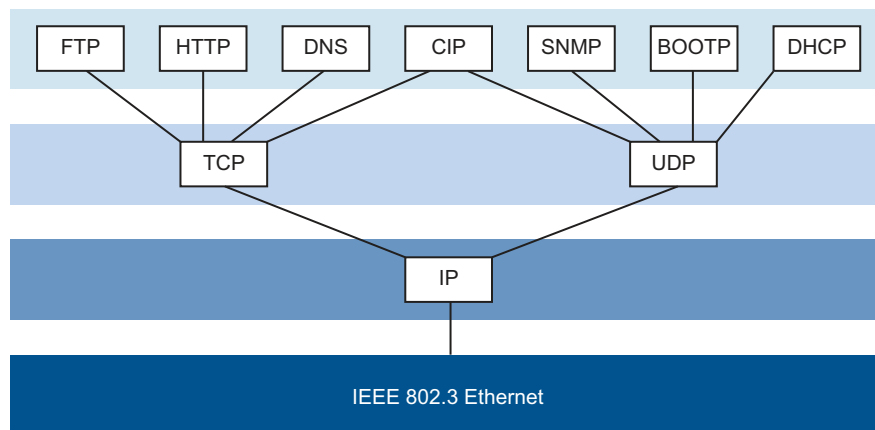 FTP
HTTP
DNS
CIP
SNMP
BOOTP
DHCP
TCP
UDP
IP
IEEE 802.3 Ethernet